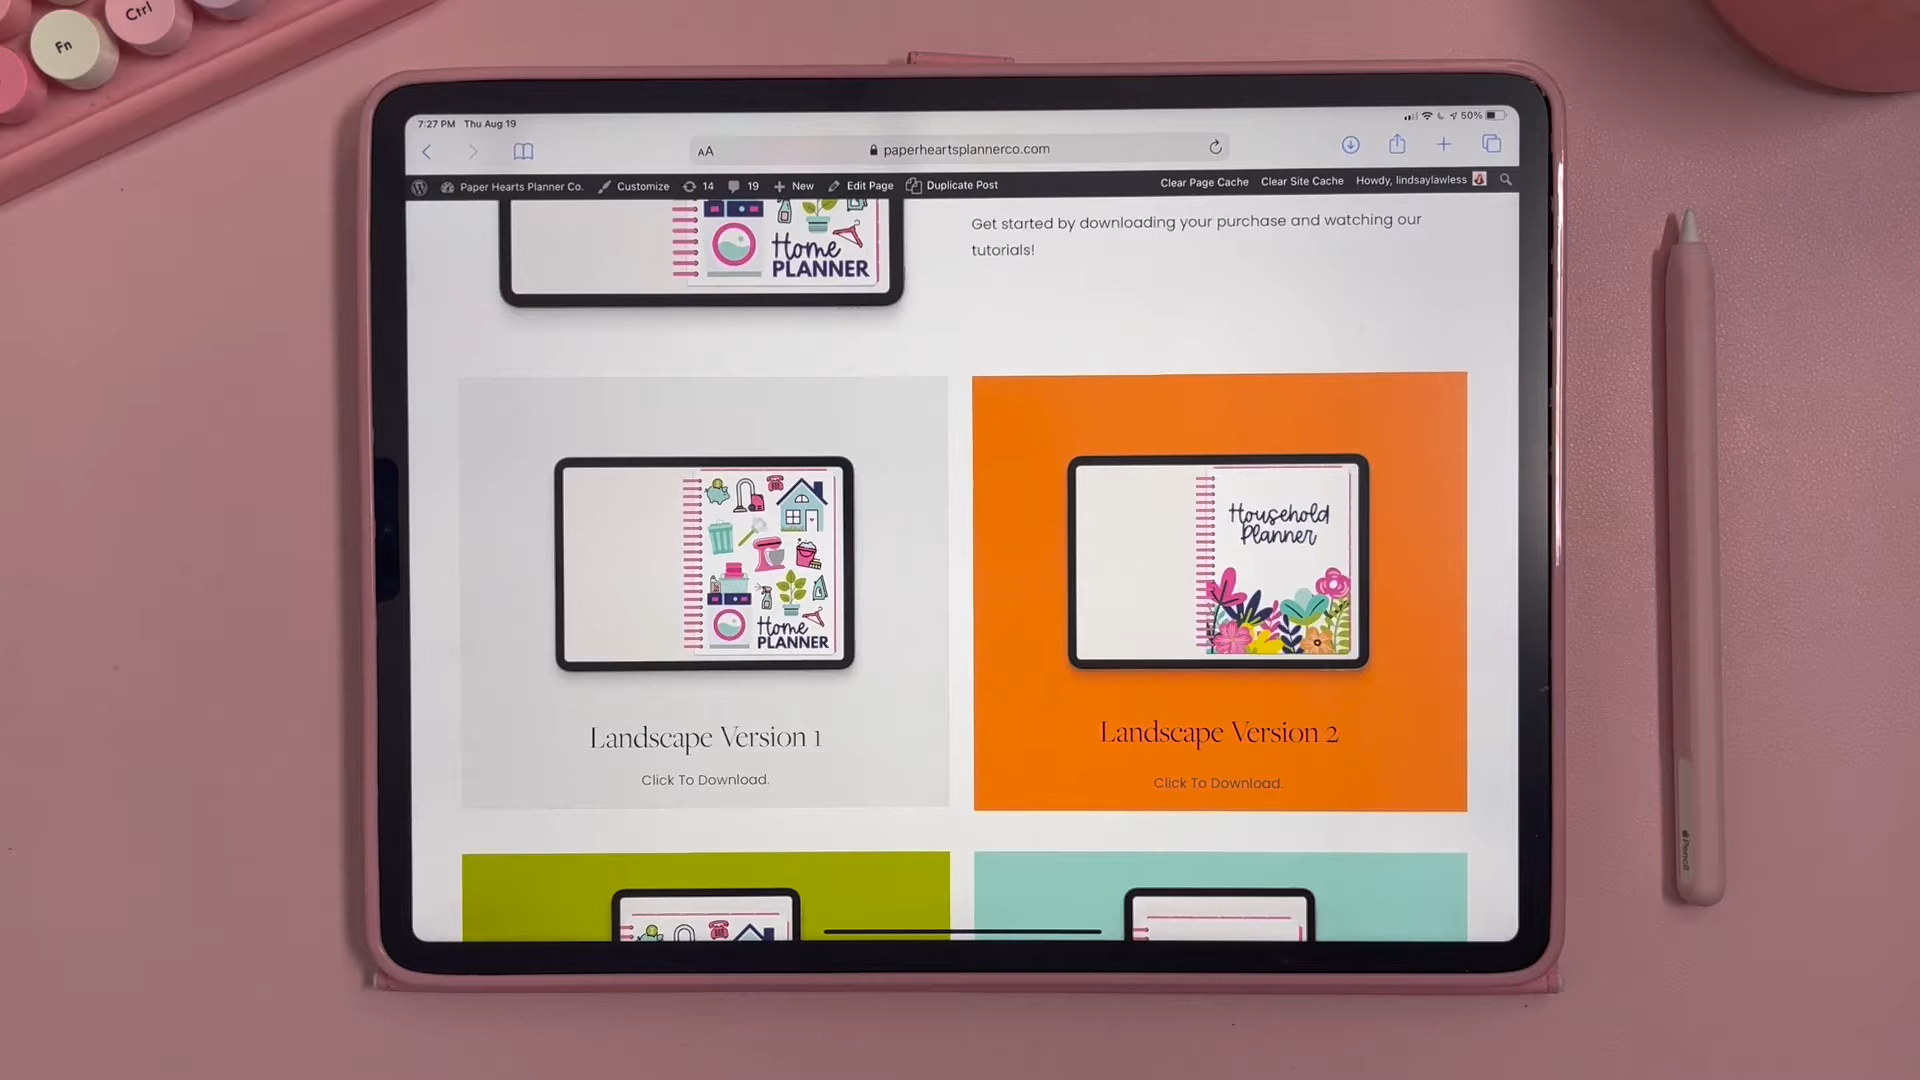 Fn
Ctrl
7:27 PM Thu Aug 19
50%
AA
paperheartsplannerco.com
Paper Hearts Planner Co.
Customize
14
19
New
Edit Page
Duplicate Post
Clear Page Cache
Clear Site Cache
Howdy, lindsaylawless
Home
PLANNER
Get started by downloading your purchase and watching our
tutorials!
Home
PLANNER
Landscape Version 1
Click To Download.
Household
Planner
Landscape Version 2
Click To Download.
Pencil